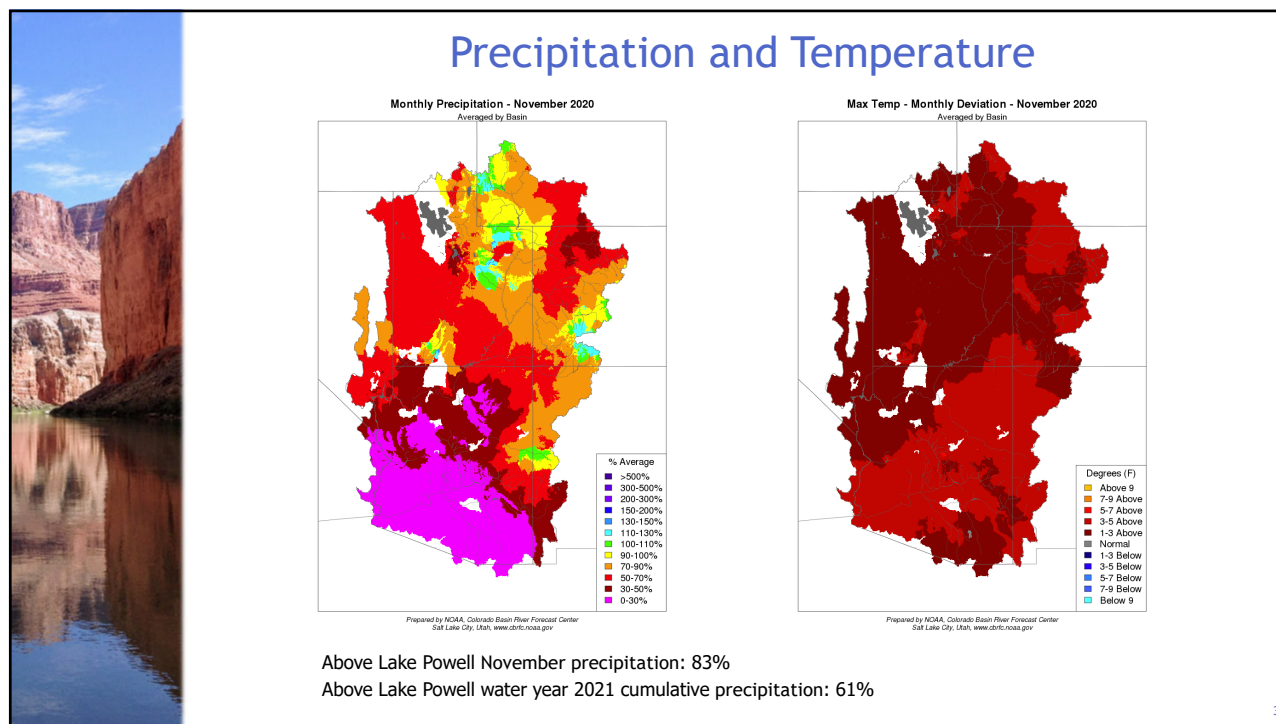 Precipitation and Temperature
Monthly Precipitation - November 2020
Averaged by Basin
% Average
>500%
300-500%
200-300%
150-200%
130-150%
110-130%
100-110%
90-100%
70-90%
50-70%
30-50%
0-30%
Prepared by NOAA, Colorado Basin River Forecast Center
Salt Lake City, Utah, www.cbrfc.noaa.gov
Max Temp - Monthly Deviation - November 2020
Averaged by Basin
Degrees (F)
Above 9
7-9 Above
5-7 Above
3-5 Above
1-3 Above
Normal
1-3 Below
3-5 Below
5-7 Below
7-9 Below
Below 9
Prepared by NOAA, Colorado Basin River Forecast Center
Salt Lake City, Utah, www.cbrfc.noaa.gov
Above Lake Powell November precipitation: 83%
Above Lake Powell water year 2021 cumulative precipitation: 61%